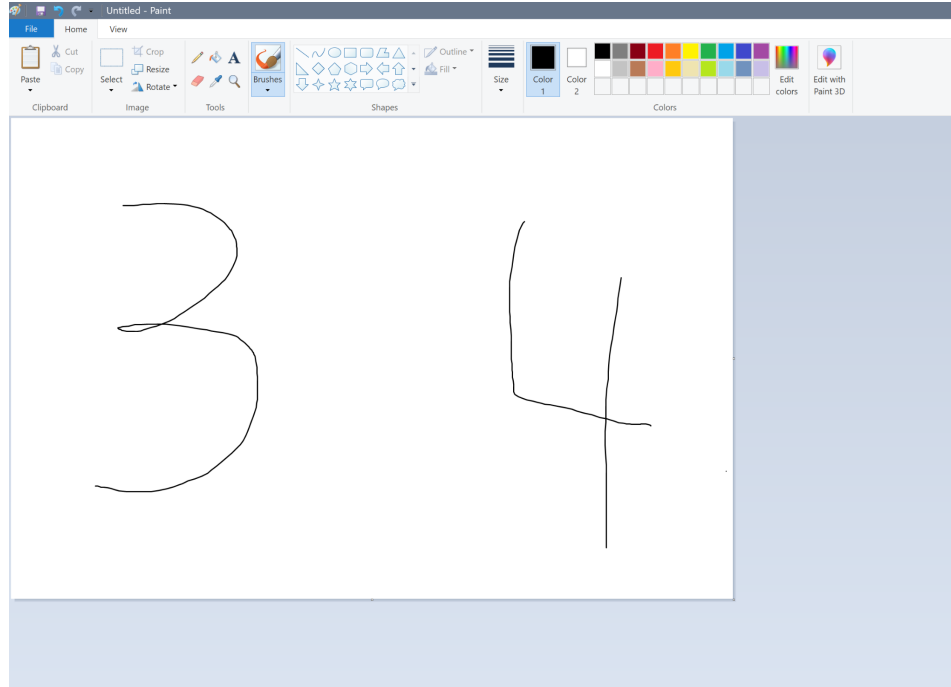 Untitled - Paint
File Home View
Paste Cut Copy Select Crop Resize Rotate A Brushes Outline Fill Size Color 1 Color 2 Edit colors Edit with Paint 3D
Clipboard Image Tools Shapes Colors
3 4